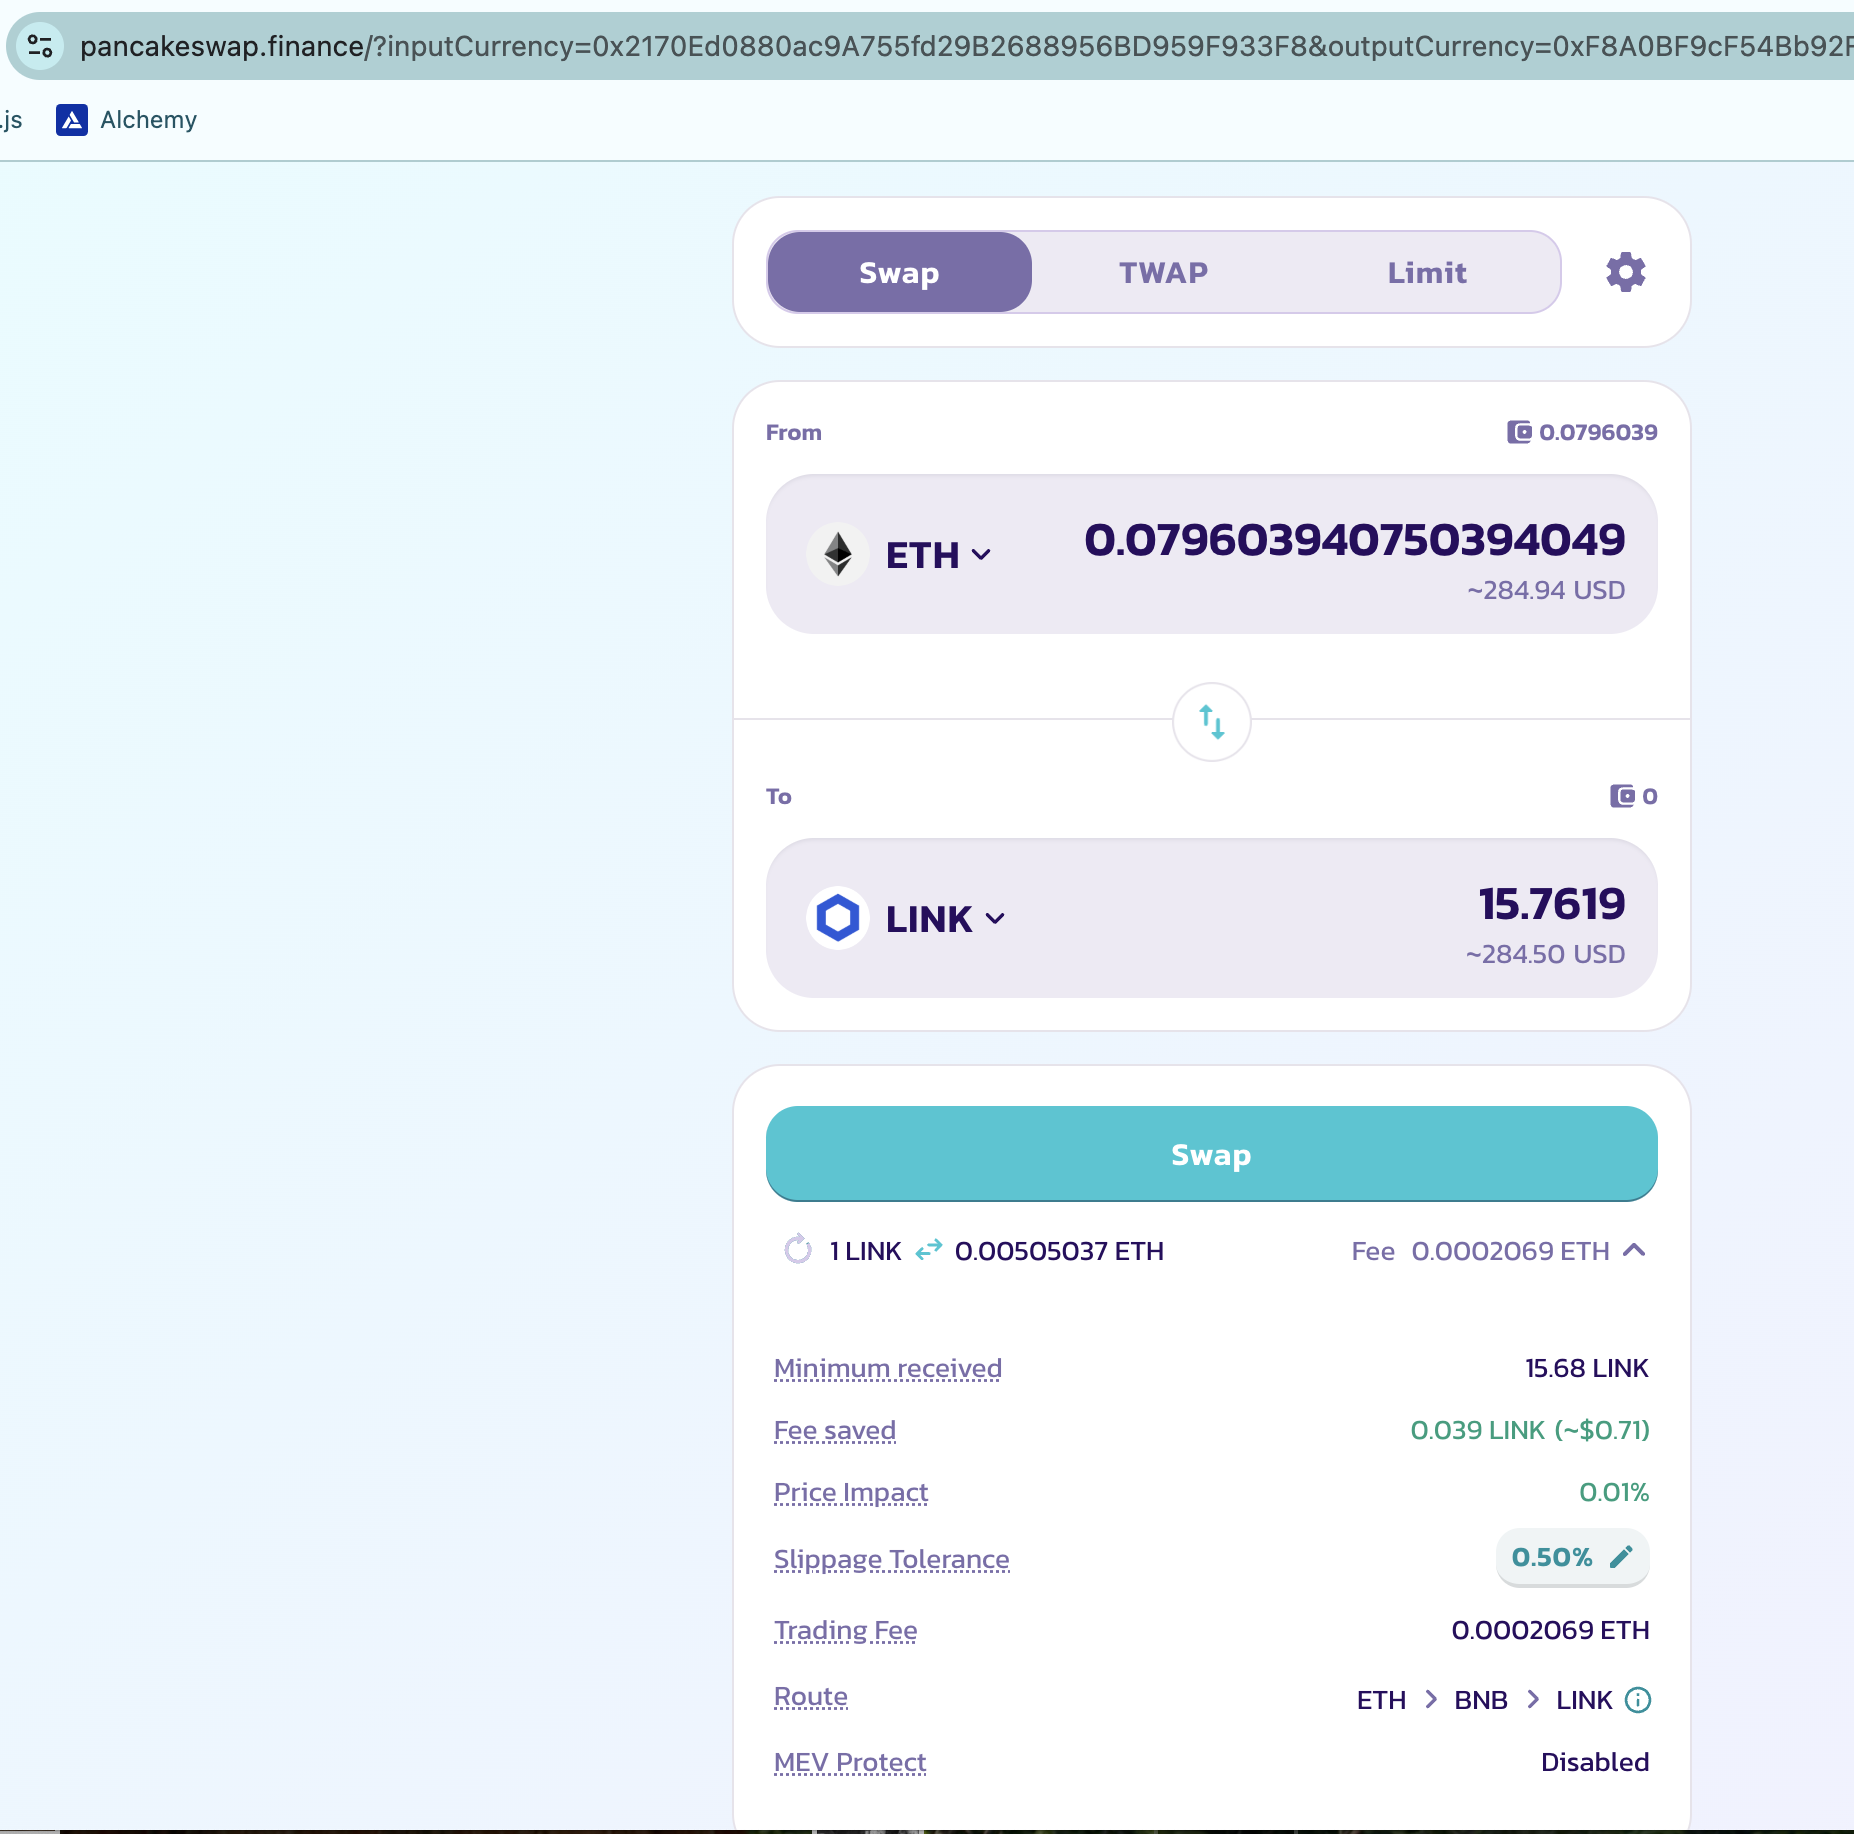 pancakeswap.finance/?inputCurrency=0x2170Ed0880ac9A755fd29B2688956BD959F933F8&outputCurrency=0xF8A0BF9cF54Bb92F
.js Alchemy
Swap TWAP Limit
From 0.0796039
ETH 0.0796039407503940​49
~284.94 USD
To 0
LINK 15.7619
~284.50 USD
Swap
1 LINK 0.00505037 ETH Fee 0.0002069 ETH
Minimum received 15.68 LINK
Fee saved 0.039 LINK (~$0.71)
Price Impact 0.01%
Slippage Tolerance 0.50%
Trading Fee 0.0002069 ETH
Route ETH > BNB > LINK
MEV Protect Disabled